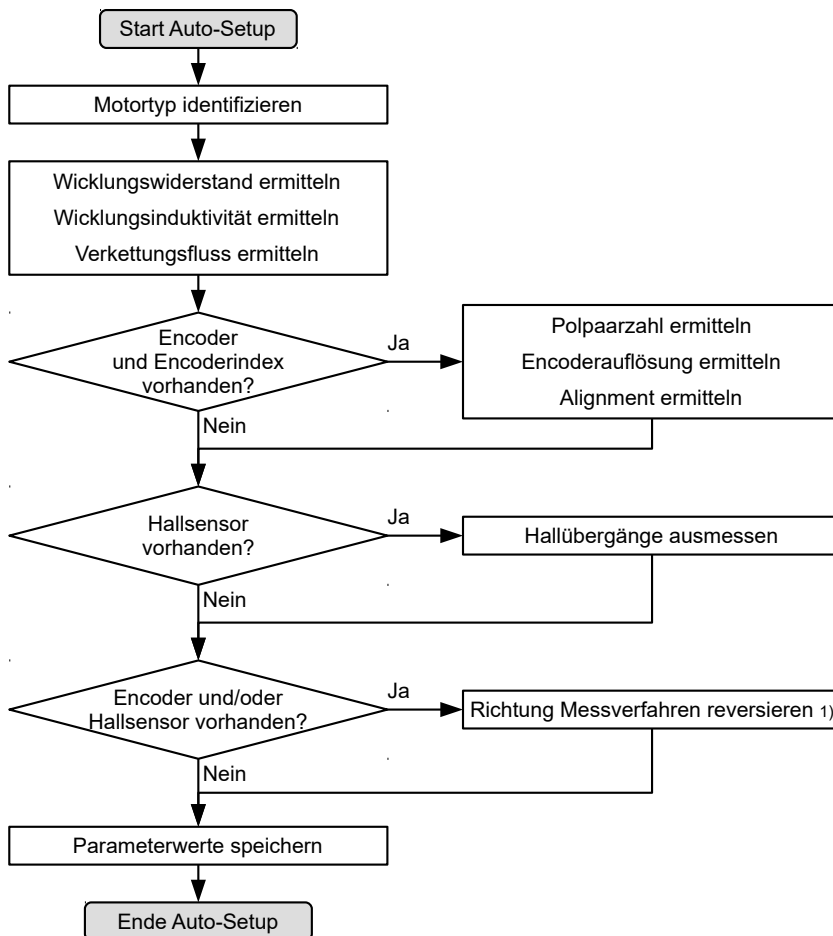 Start Auto-Setup
Motortyp identifizieren
Wicklungswiderstand ermitteln
Wicklungsinduktivität ermitteln
Verkettungsfluss ermitteln
Encoder
und Encoderindex
vorhanden?
Ja
Polpaarzahl ermitteln
Encoderauflösung ermitteln
Alignment ermitteln
Nein
Hallsensor
vorhanden?
Ja
Hallübergänge ausmessen
Nein
Encoder und/oder
Hallsensor vorhanden?
Ja
Richtung Messverfahren reversieren 1)
Nein
Parameterwerte speichern
Ende Auto-Setup